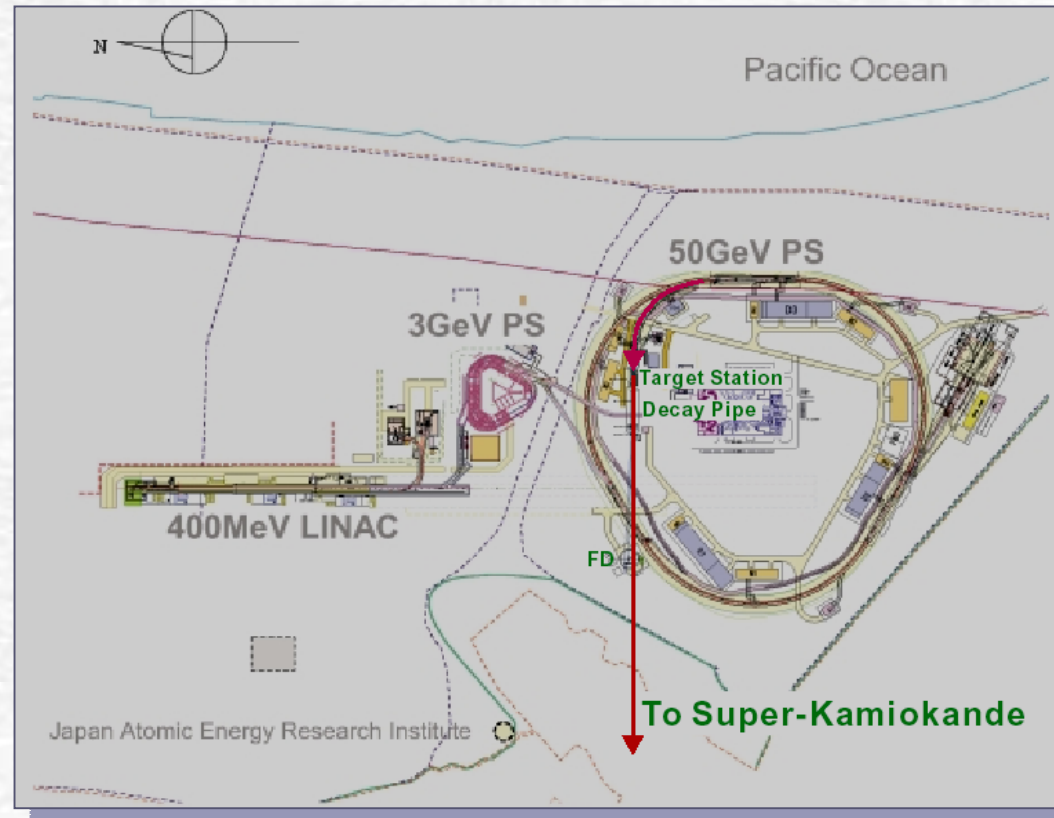 N
Pacific Ocean
50GeV PS
3GeV PS
Target Station
Decay Pipe
400MeV LINAC
FD
To Super-Kamiokande
Japan Atomic Energy Research Institute